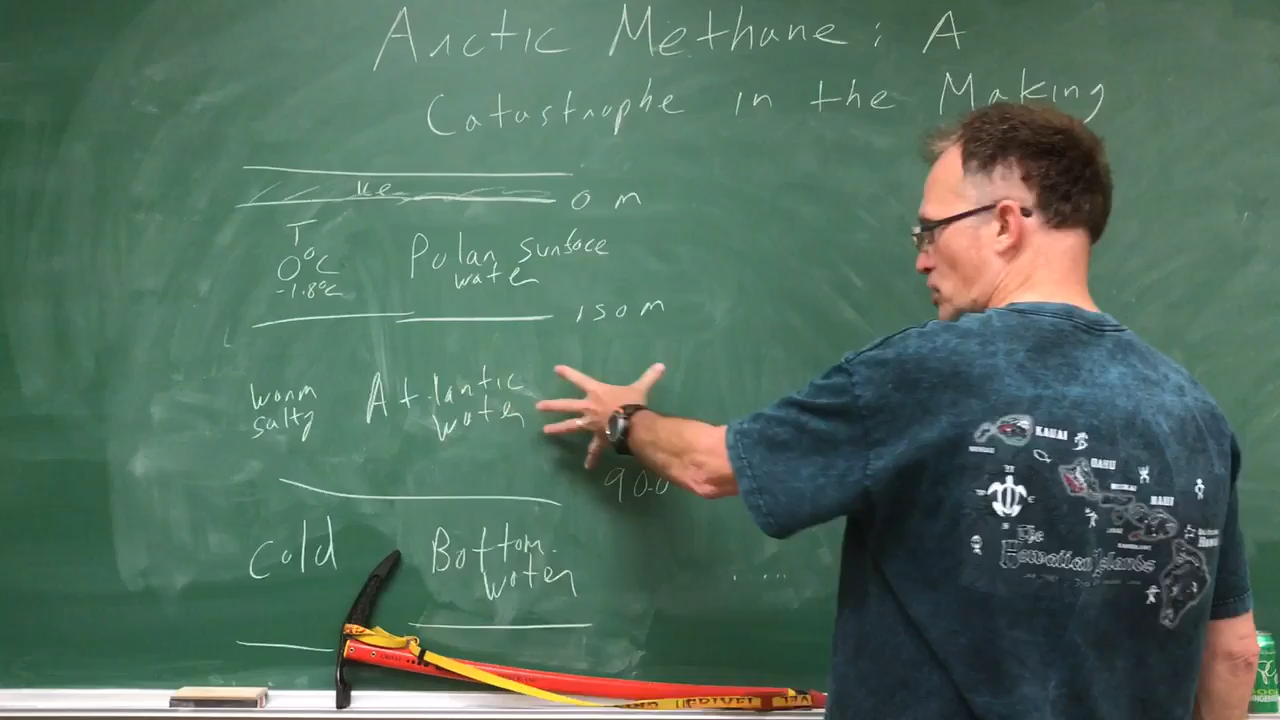 Arctic Methane: A
Catastrophe in the Making
Ice
0 m
T
0°C
-1.8°C
Polar surface
water
150 m
warm
salty
Atlantic
water
900
cold
Bottom
water
KAUAI
OAHU
MAUI
The
Hawaiian Islands